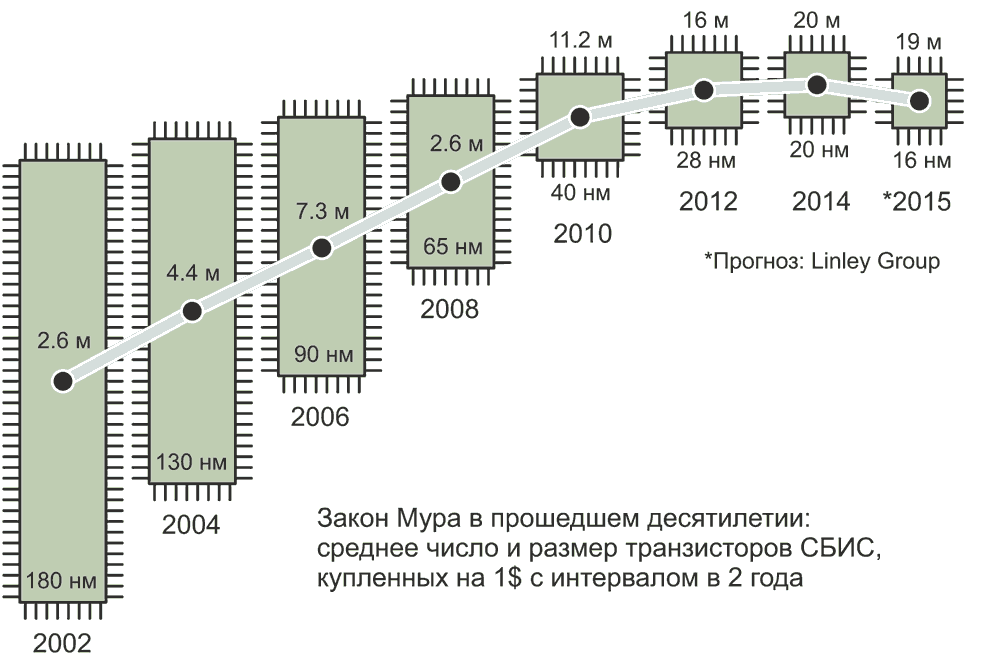 11.2 м
16 м
20 м
19 м
2.6 м
7.3 м
4.4 м
2.6 м
40 нм
28 нм
20 нм
16 нм
2010
2012
2014
*2015
65 нм
*Прогноз: Linley Group
2008
90 нм
2006
130 нм
2004
180 нм
2002
Закон Мура в прошедшем десятилетии:
среднее число и размер транзисторов СБИС,
купленных на 1$ с интервалом в 2 года